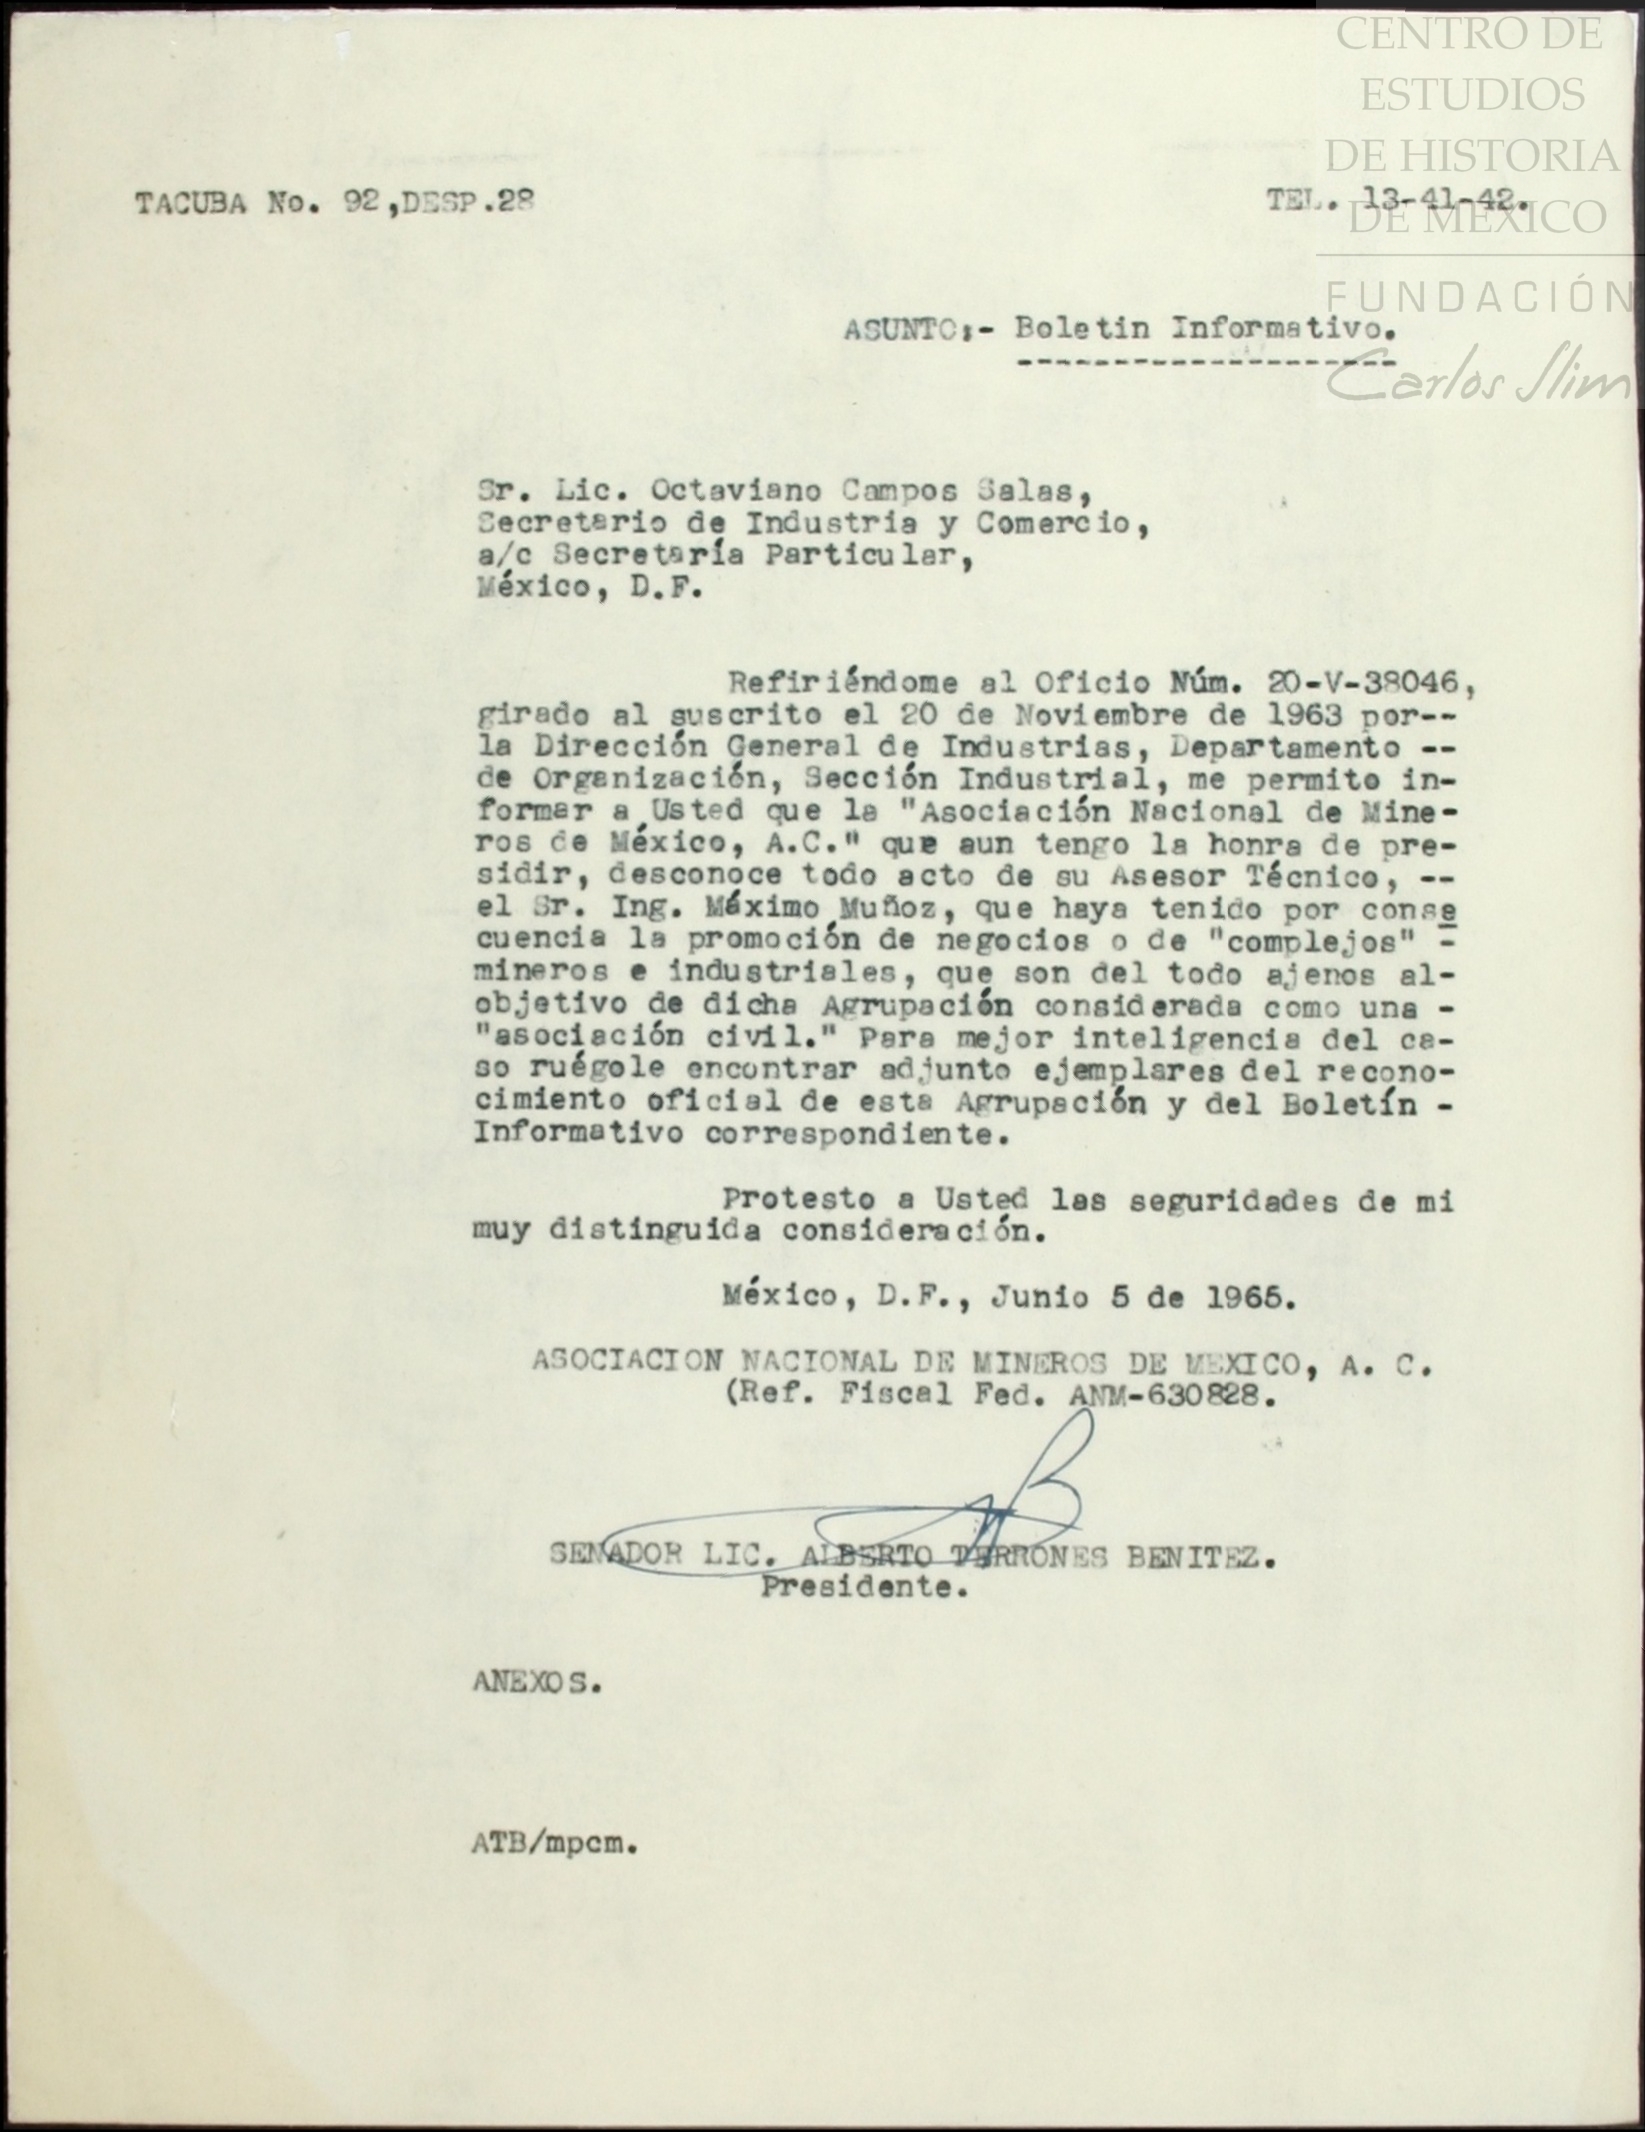 CENTRO DE
ESTUDIOS
DE HISTORIA
DE MÉXICO
FUNDACIÓN
Carlos Slim
TACUBA No. 92,DESP.28
TEL. 13-41-42.
ASUNTO:- Boletin Informativo.
--------------------
Sr. Lic. Octaviano Campos Salas,
Secretario de Industria y Comercio,
a/c Secretaría Particular,
México, D.F.
Refiriéndome al Oficio Núm. 20-V-38046,
girado al suscrito el 20 de Noviembre de 1963 por--
la Dirección General de Industrias, Departamento --
de Organización, Sección Industrial, me permito in-
formar a Usted que la "Asociación Nacional de Mine-
ros de México, A.C." que aun tengo la honra de pre-
sidir, desconoce todo acto de su Asesor Técnico, --
el Sr. Ing. Máximo Muñoz, que haya tenido por conse
cuencia la promoción de negocios o de "complejos" -
mineros e industriales, que son del todo ajenos al-
objetivo de dicha Agrupación considerada como una -
"asociación civil." Para mejor inteligencia del ca-
so ruégole encontrar adjunto ejemplares del recono-
cimiento oficial de esta Agrupación y del Boletín -
Informativo correspondiente.
Protesto a Usted las seguridades de mi
muy distinguida consideración.
México, D.F., Junio 5 de 1965.
ASOCIACION NACIONAL DE MINEROS DE MEXICO, A. C.
(Ref. Fiscal Fed. ANM-630828.
SENADOR LIC. ALBERTO TERRONES BENITEZ.
Presidente.
ANEXOS.
ATB/mpcm.